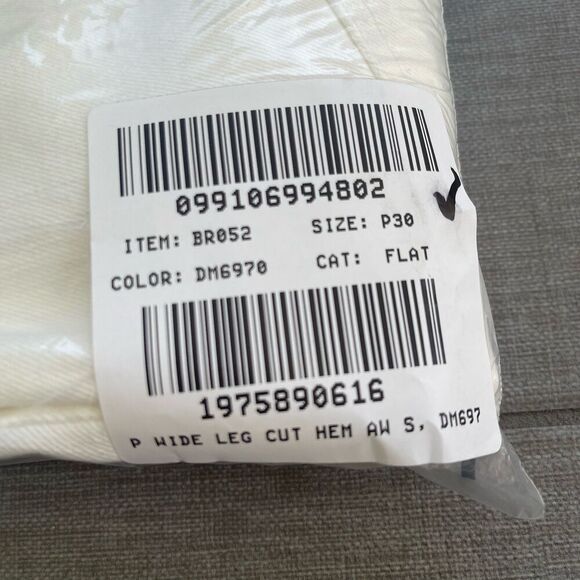 099106994802
ITEM: BR052 SIZE: P30
COLOR: DM6970 CAT: FLAT
1975890616
P WIDE LEG CUT HEM AW S, DM697